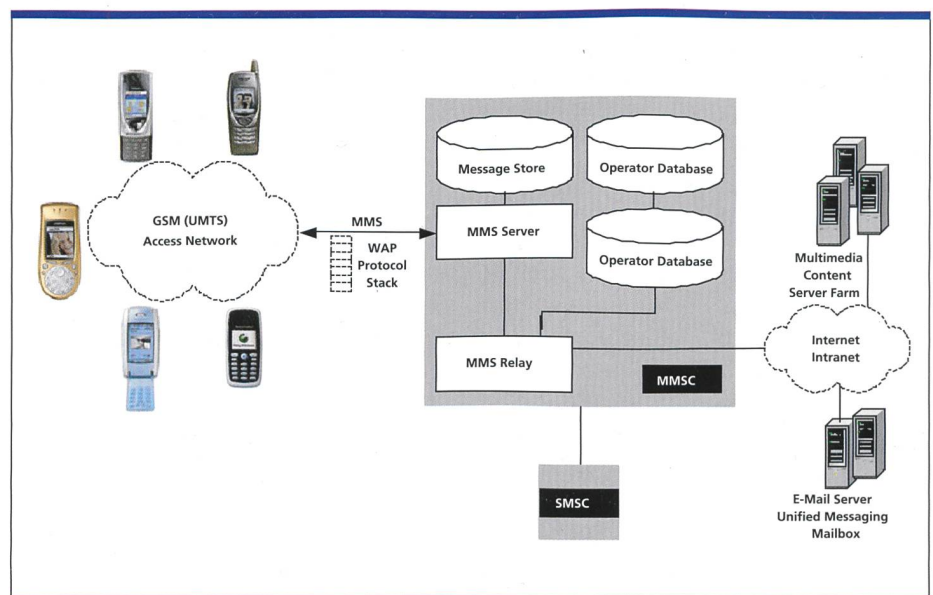 GSM (UMTS)
Access Network
MMS
WAP
Protocol
Stack
Message Store
Operator Database
MMS Server
Operator Database
MMS Relay
MMSC
SMSC
Multimedia
Content
Server Farm
Internet
Intranet
E-Mail Server
Unified Messaging
Mailbox